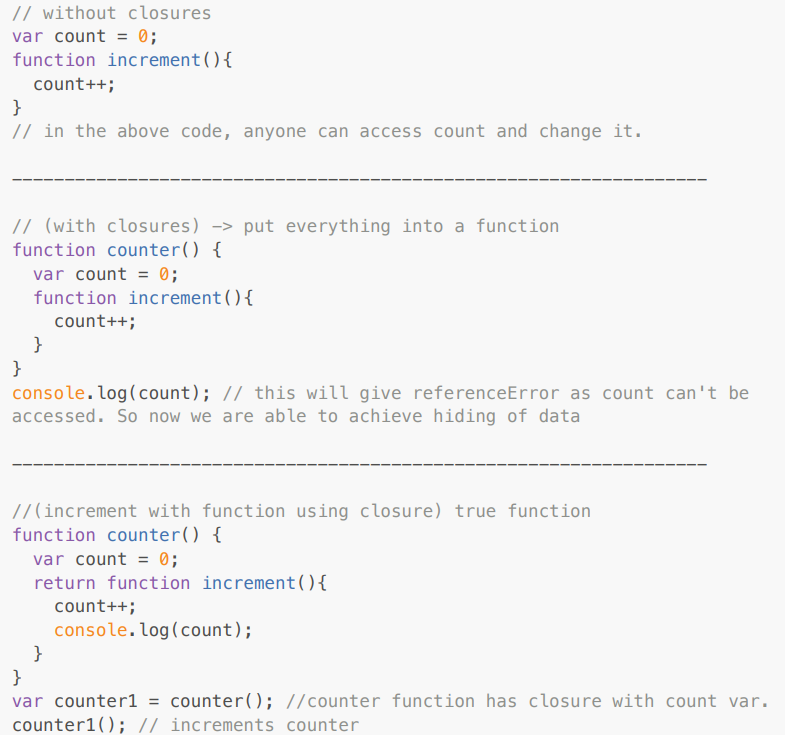 // without closures
var count = 0;
function increment(){
  count++;
}
// in the above code, anyone can access count and change it.
------------------------------------------------------------------
// (with closures) -> put everything into a function
function counter() {
  var count = 0;
  function increment(){
    count++;
  }
}
console.log(count); // this will give referenceError as count can't be
accessed. So now we are able to achieve hiding of data
------------------------------------------------------------------
//(increment with function using closure) true function
function counter() {
  var count = 0;
  return function increment(){
    count++;
    console.log(count);
  }
}
var counter1 = counter(); //counter function has closure with count var.
counter1(); // increments counter